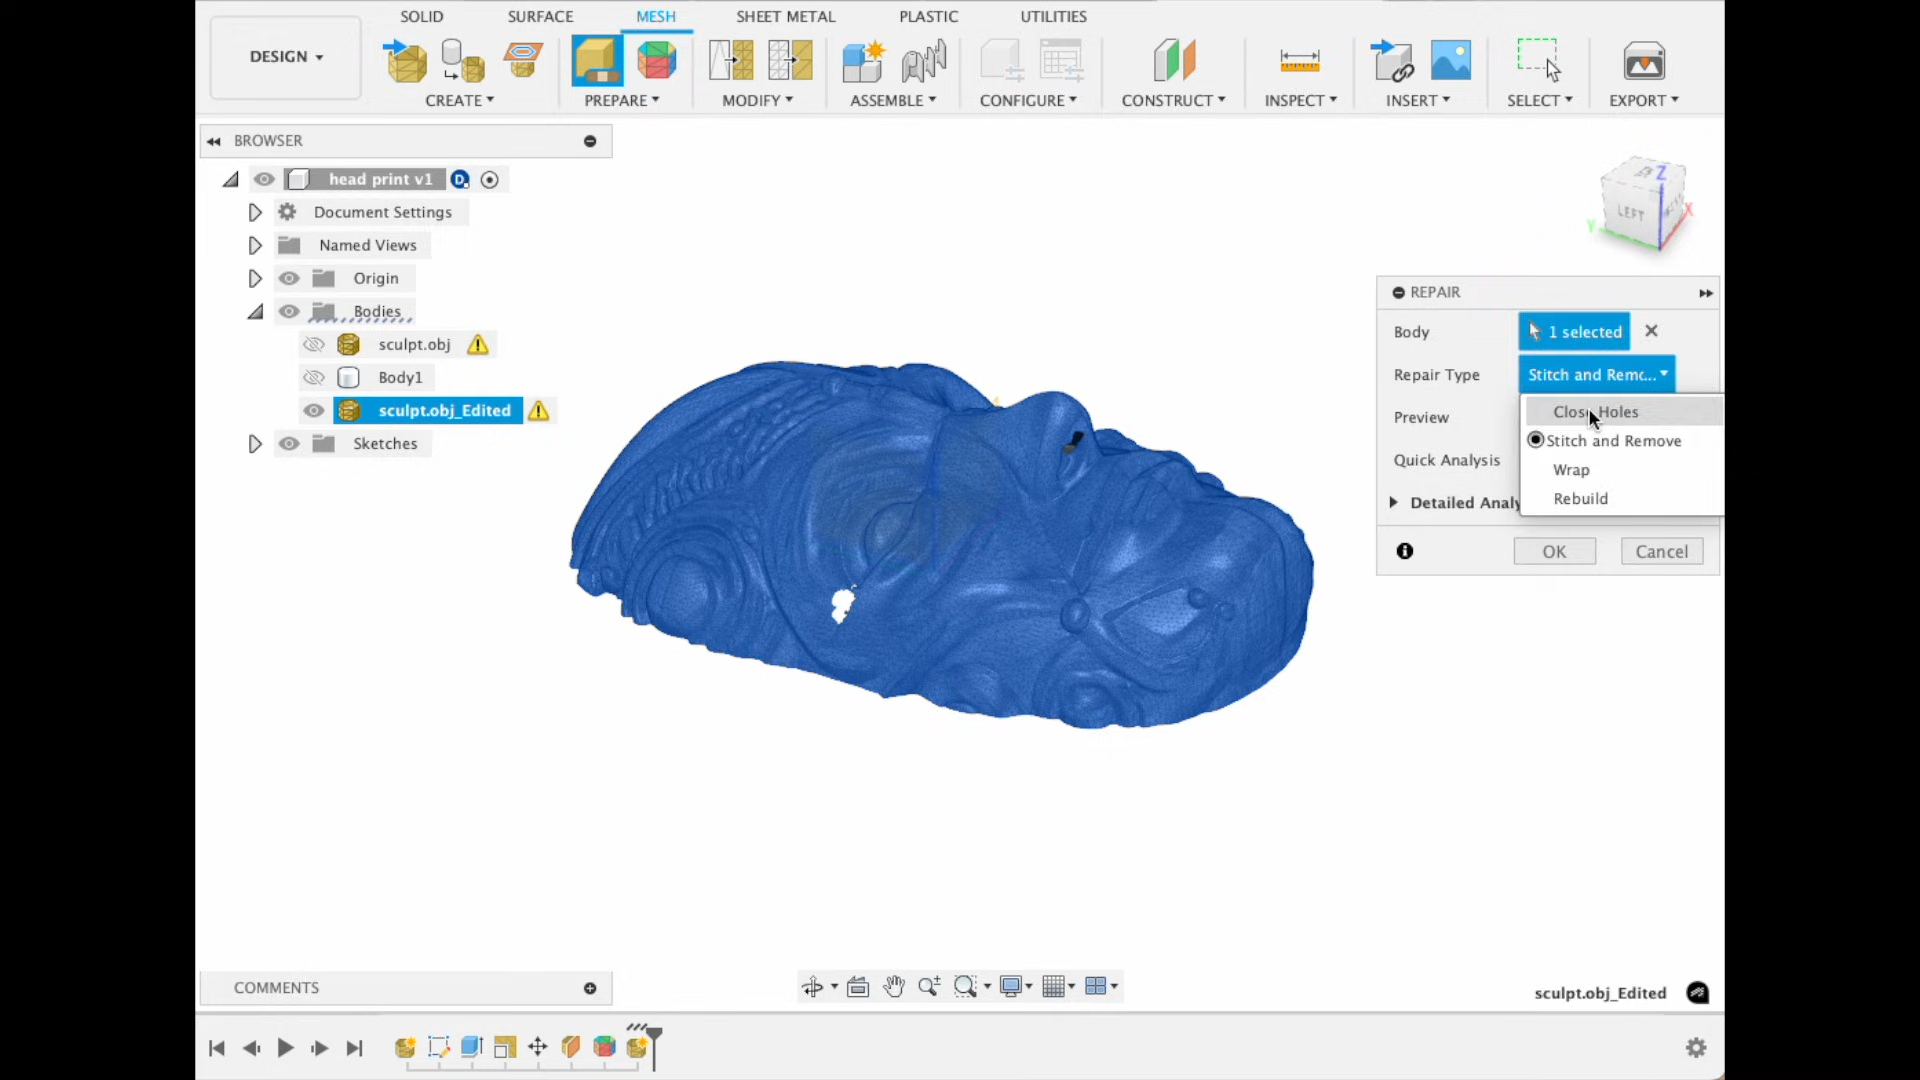 SOLID SURFACE MESH SHEET METAL PLASTIC UTILITIES
DESIGN
CREATE PREPARE MODIFY ASSEMBLE CONFIGURE CONSTRUCT INSPECT INSERT SELECT EXPORT
BROWSER
head print v1 D
Document Settings
Named Views
Origin
Bodies
sculpt.obj
Body1
sculpt.obj_Edited
Sketches
Z
LEFT
X
Y
REPAIR
Body 1 selected
Repair Type Stitch and Remo...
Preview
Quick Analysis
Detailed Analy
Close Holes
Stitch and Remove
Wrap
Rebuild
OK Cancel
COMMENTS
sculpt.obj_Edited